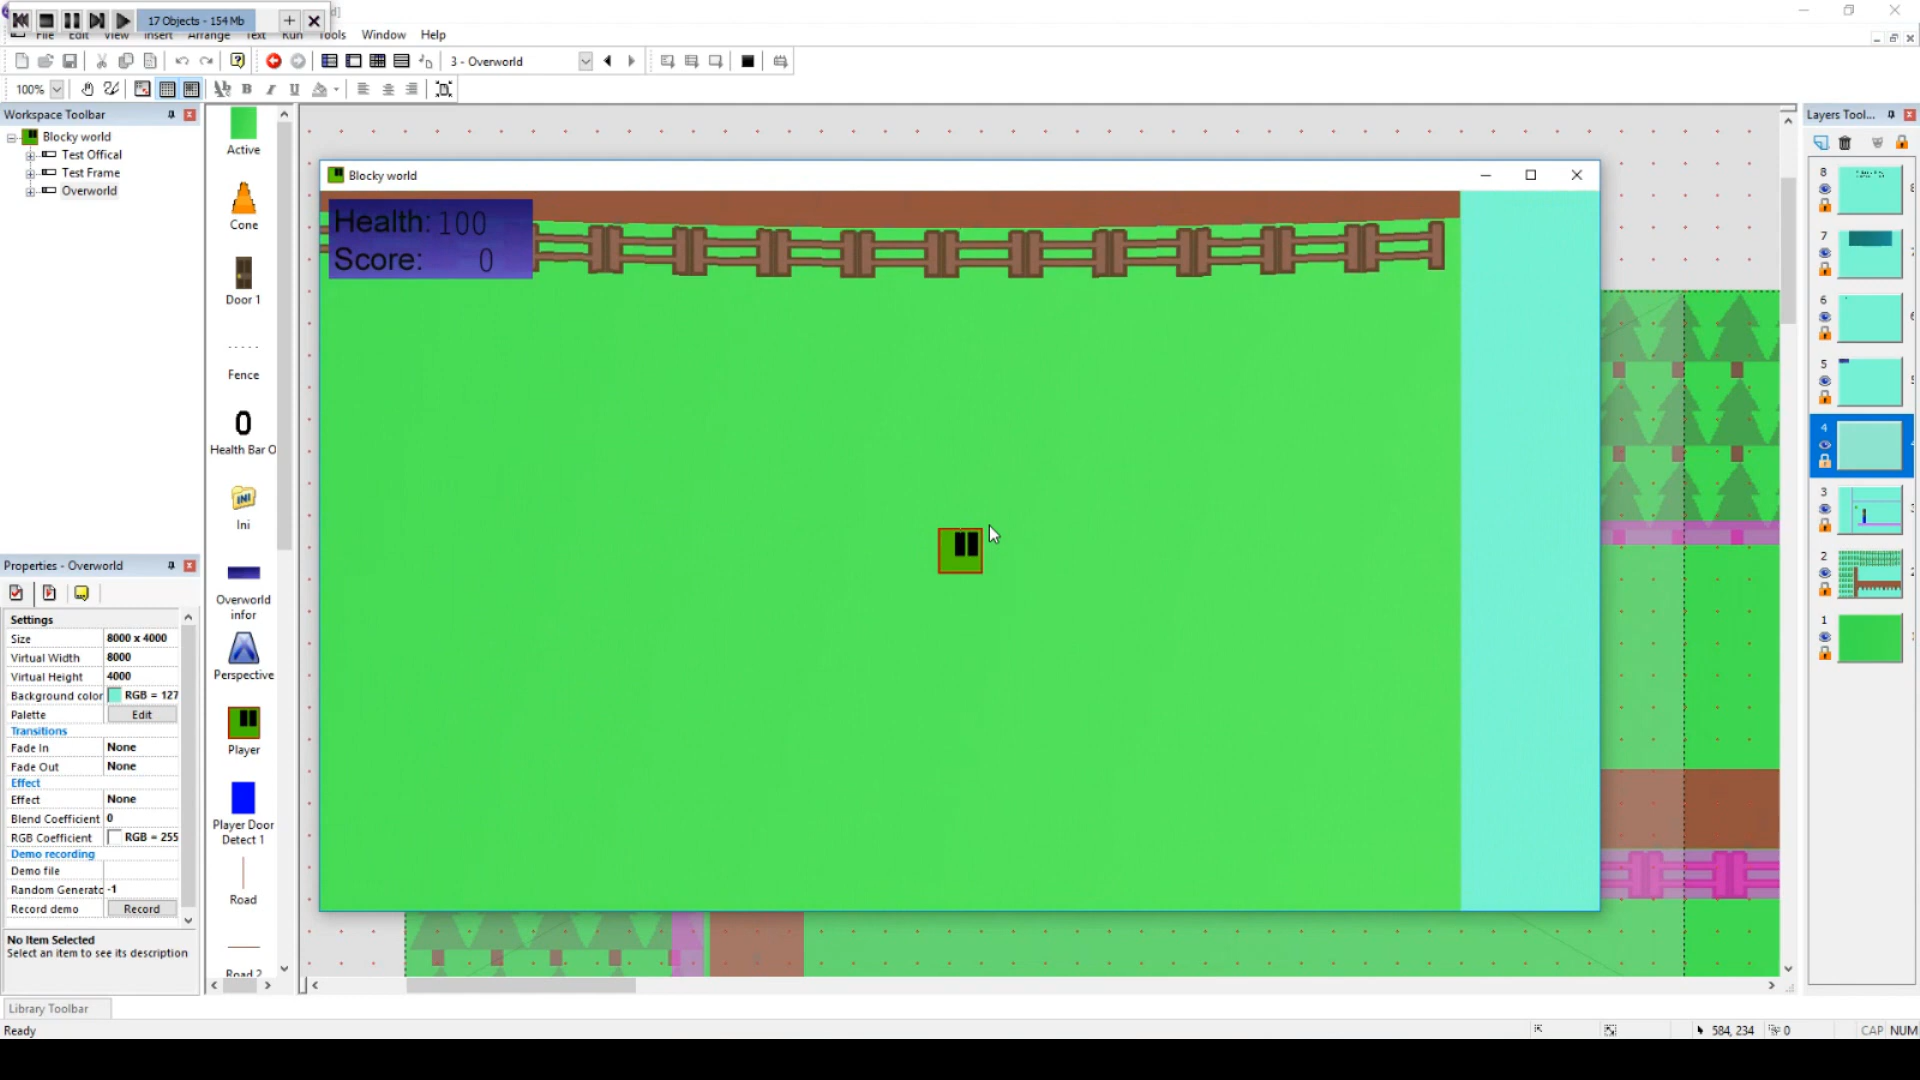 17 Objects - 154 Mb
File Edit View Insert Arrange Text Run Tools Window Help
3 - Overworld
100%
Workspace Toolbar
Blocky world
Test Offical
Test Frame
Overworld
Active
Cone
Door 1
Fence
0
Health Bar O
INI
Ini
Overworld
infor
Perspective
Player
Player Door
Detect 1
Road
Road 2
Blocky world
Health: 100
Score: 0
Layers Tool...
8
7
6
5
4
3
2
1
Properties - Overworld
Settings
Size 8000 x 4000
Virtual Width 8000
Virtual Height 4000
Background color RGB = 127
Palette Edit
Transitions
Fade In None
Fade Out None
Effect
Effect None
Blend Coefficient 0
RGB Coefficient RGB = 255
Demo recording
Demo file
Random Generatc -1
Record demo Record
No Item Selected
Select an item to see its description
Library Toolbar
Ready
584, 234
0
CAP NUM